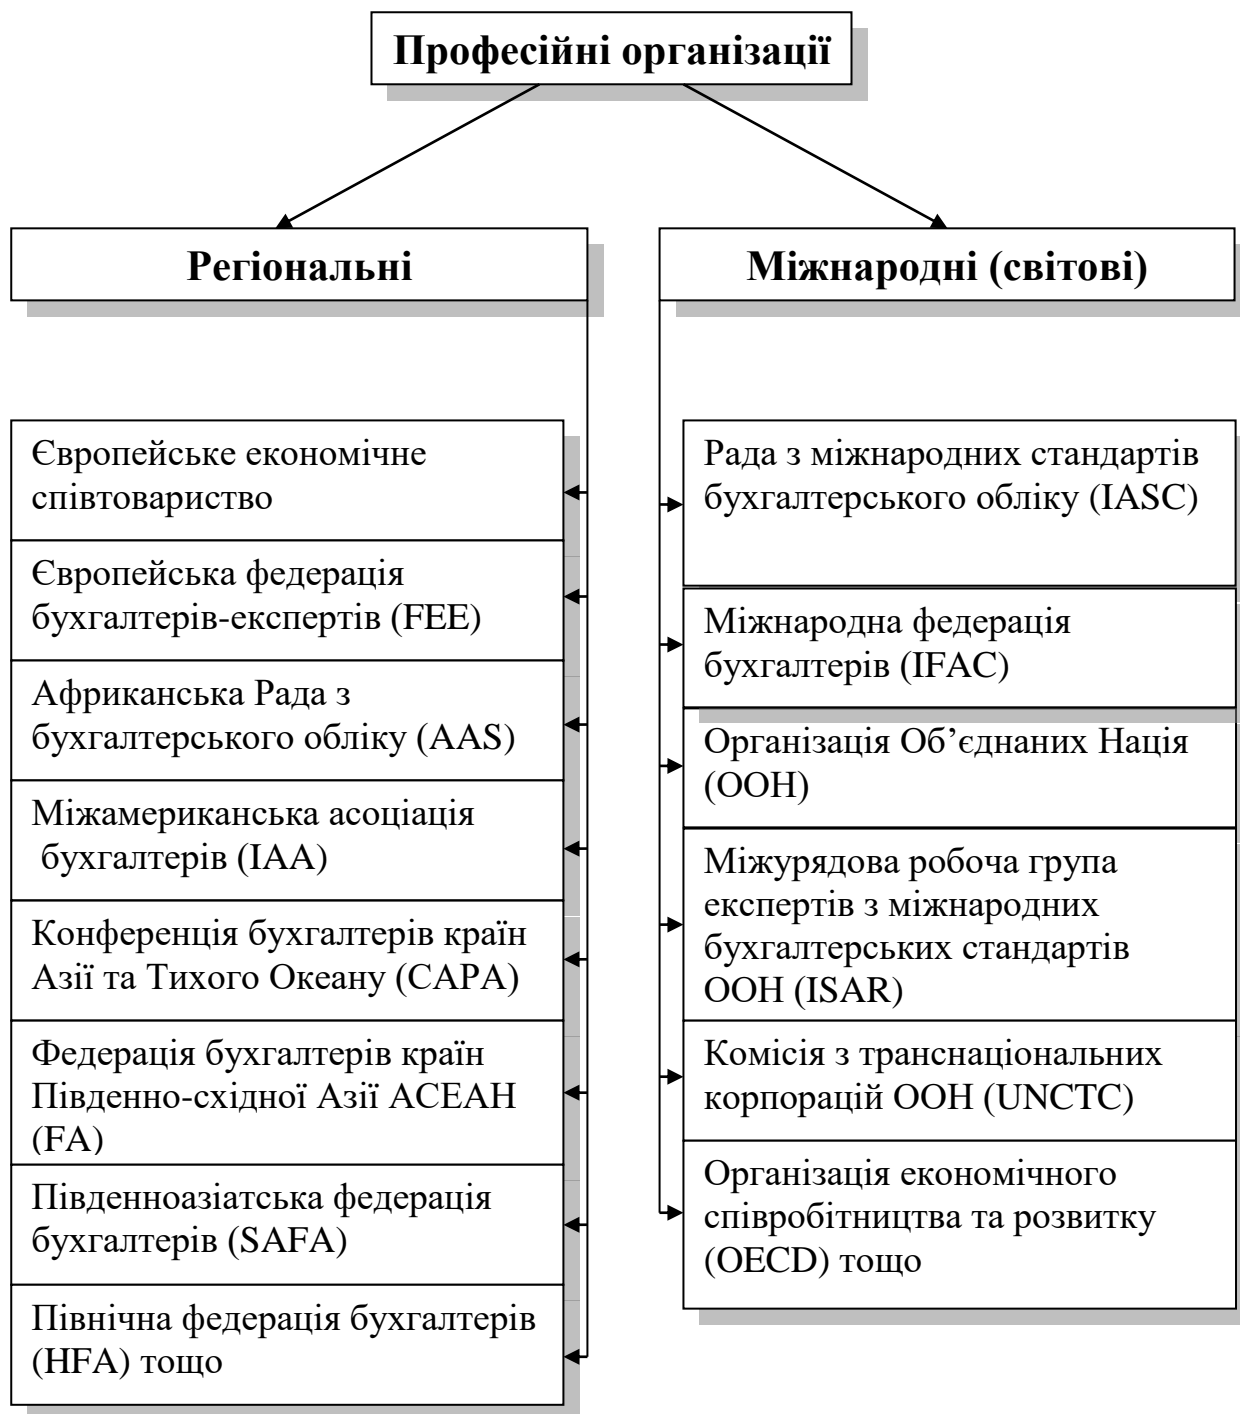 Професійні організації
Регіональні
Європейське економічне
співтовариство
Європейська федерація
бухгалтерів-експертів (FEE)
Африканська Рада з
бухгалтерського обліку (AAS)
Міжамериканська асоціація
бухгалтерів (IAA)
Конференція бухгалтерів країн
Азії та Тихого Океану (CAPA)
Федерація бухгалтерів країн
Південно-східної Азії АСЕАН
(FA)
Південноазіатська федерація
бухгалтерів (SAFA)
Північна федерація бухгалтерів
(НFA) тощо
Міжнародні (світові)
Рада з міжнародних стандартів
бухгалтерського обліку (IASC)
Міжнародна федерація
бухгалтерів (IFAC)
Організація Об’єднаних Нація
(ООН)
Міжурядова робоча група
експертів з міжнародних
бухгалтерських стандартів
ООН (ISAR)
Комісія з транснаціональних
корпорацій ООН (UNCTC)
Організація економічного
співробітництва та розвитку
(OECD) тощо